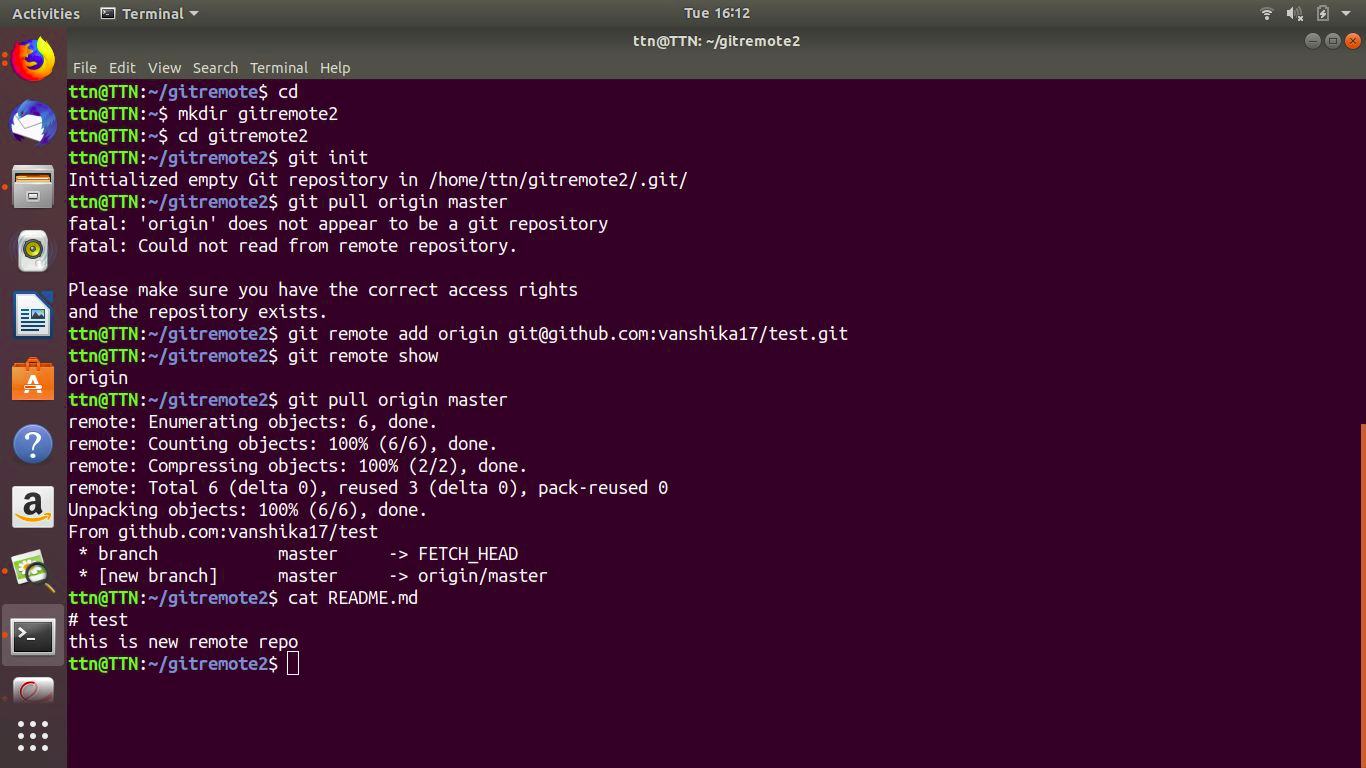 Activities Terminal Tue 16:12
ttn@TTN: ~/gitremote2
File Edit View Search Terminal Help
ttn@TTN:~/gitremote$ cd
ttn@TTN:~$ mkdir gitremote2
ttn@TTN:~$ cd gitremote2
ttn@TTN:~/gitremote2$ git init
Initialized empty Git repository in /home/ttn/gitremote2/.git/
ttn@TTN:~/gitremote2$ git pull origin master
fatal: 'origin' does not appear to be a git repository
fatal: Could not read from remote repository.

Please make sure you have the correct access rights
and the repository exists.
ttn@TTN:~/gitremote2$ git remote add origin git@github.com:vanshika17/test.git
ttn@TTN:~/gitremote2$ git remote show
origin
ttn@TTN:~/gitremote2$ git pull origin master
remote: Enumerating objects: 6, done.
remote: Counting objects: 100% (6/6), done.
remote: Compressing objects: 100% (2/2), done.
remote: Total 6 (delta 0), reused 3 (delta 0), pack-reused 0
Unpacking objects: 100% (6/6), done.
From github.com:vanshika17/test
 * branch            master     -> FETCH_HEAD
 * [new branch]      master     -> origin/master
ttn@TTN:~/gitremote2$ cat README.md
# test
this is new remote repo
ttn@TTN:~/gitremote2$